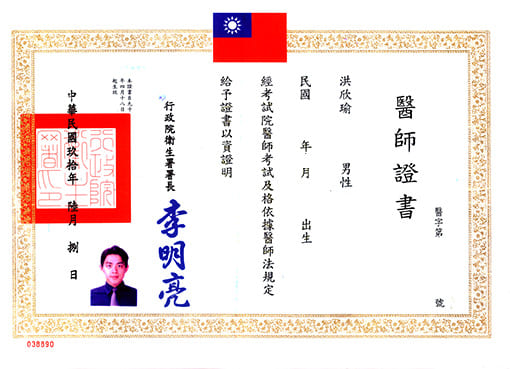 醫師證書
醫字第 號
洪欣瑜 男性
民國 年 月 出生
經考試院醫師考試及格依據醫師法規定
給予證書以資證明
行政院衛生署署長
李明亮
本證書自九十
年四月十八日
起生效
中華民國玖拾年 陸月 捌日
038890